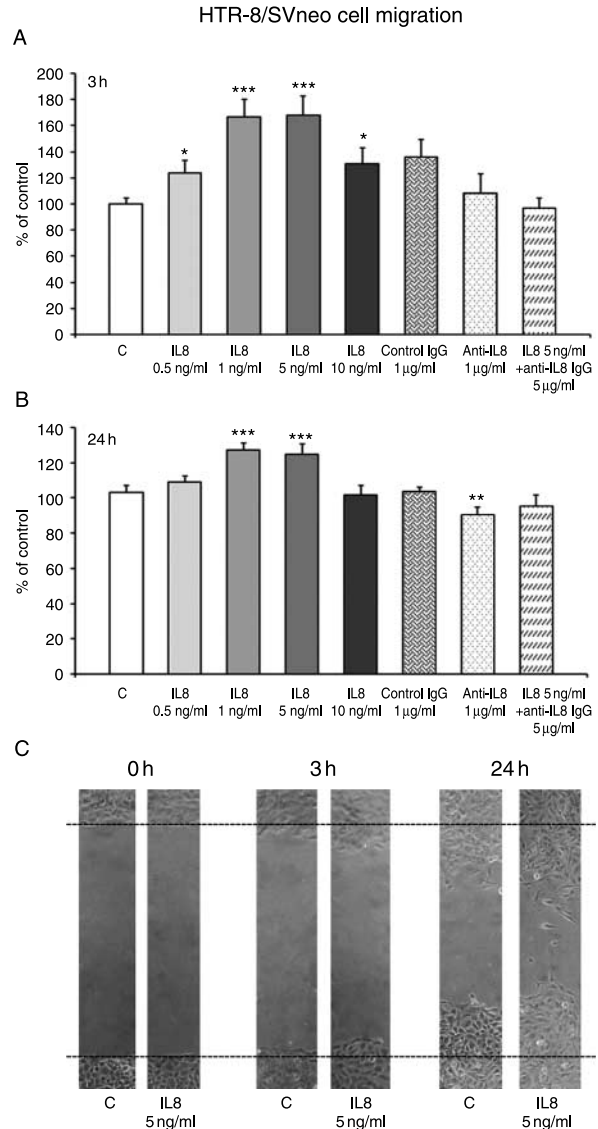 HTR-8/SVneo cell migration
A
3 h
% of control
200
180
160
140
120
100
80
60
40
20
0
*
***
***
*
C
IL8
0.5 ng/ml
IL8
1 ng/ml
IL8
5 ng/ml
IL8
10 ng/ml
Control IgG
1 µg/ml
Anti-IL8
1 µg/ml
IL8 5 ng/ml
+anti-IL8 IgG
5 µg/ml
B
24 h
% of control
140
120
100
80
60
40
20
0
***
***
**
C
IL8
0.5 ng/ml
IL8
1 ng/ml
IL8
5 ng/ml
IL8
10 ng/ml
Control IgG
1 µg/ml
Anti-IL8
1 µg/ml
IL8 5 ng/ml
+anti-IL8 IgG
5 µg/ml
C
0 h
3 h
24 h
C
IL8
5 ng/ml
C
IL8
5 ng/ml
C
IL8
5 ng/ml